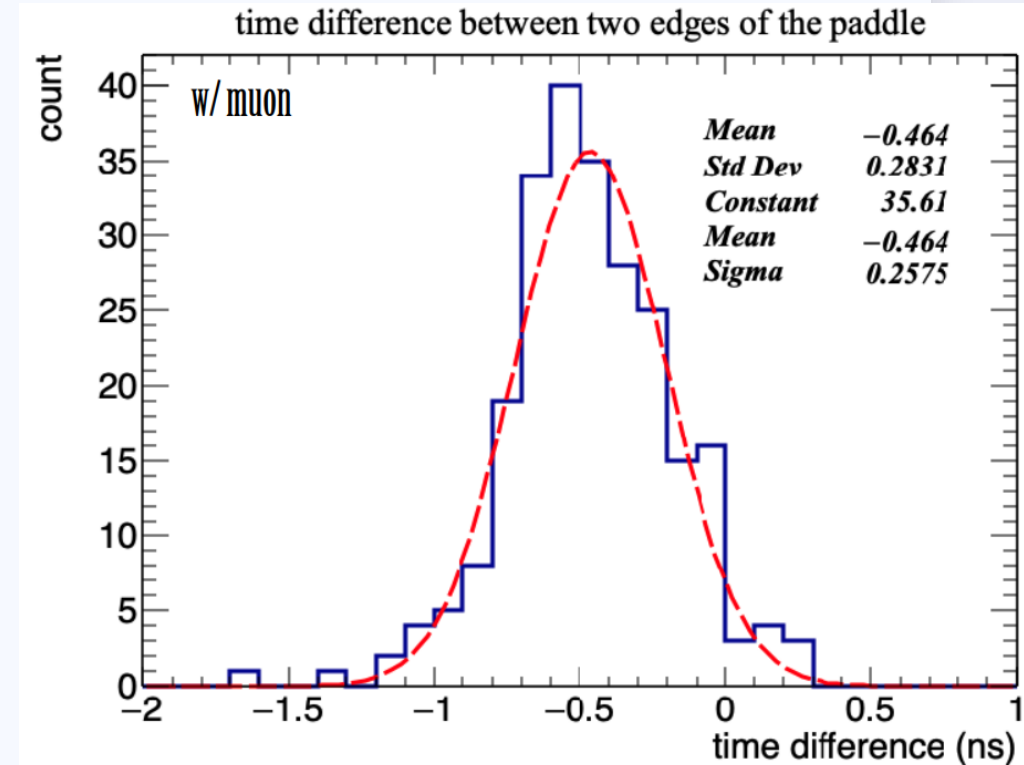 time difference between two edges of the paddle
count
w/ muon
Mean −0.464
Std Dev 0.2831
Constant 35.61
Mean −0.464
Sigma 0.2575
40
35
30
25
20
15
10
5
0
−2 −1.5 −1 −0.5 0 0.5 1
time difference (ns)